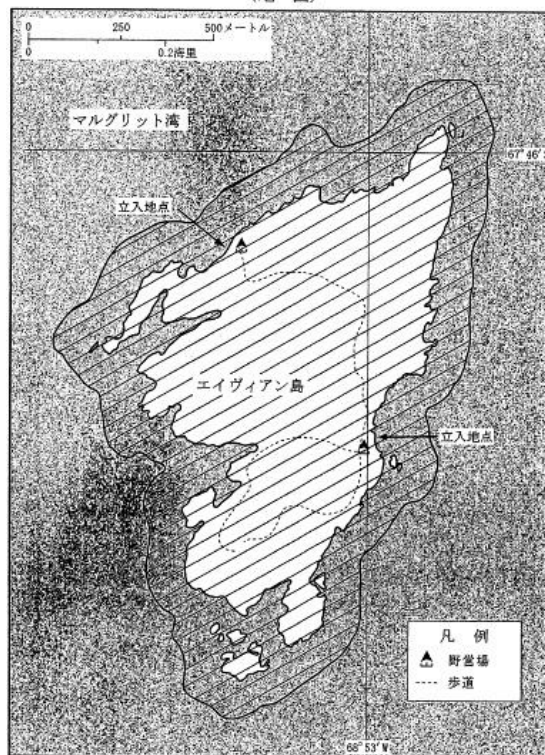 0 250 500メートル
0 0.2海里
マルグリット湾
67°46'S
立入地点
エイヴィアン島
立入地点
凡例
野営場
歩道
68°53'W